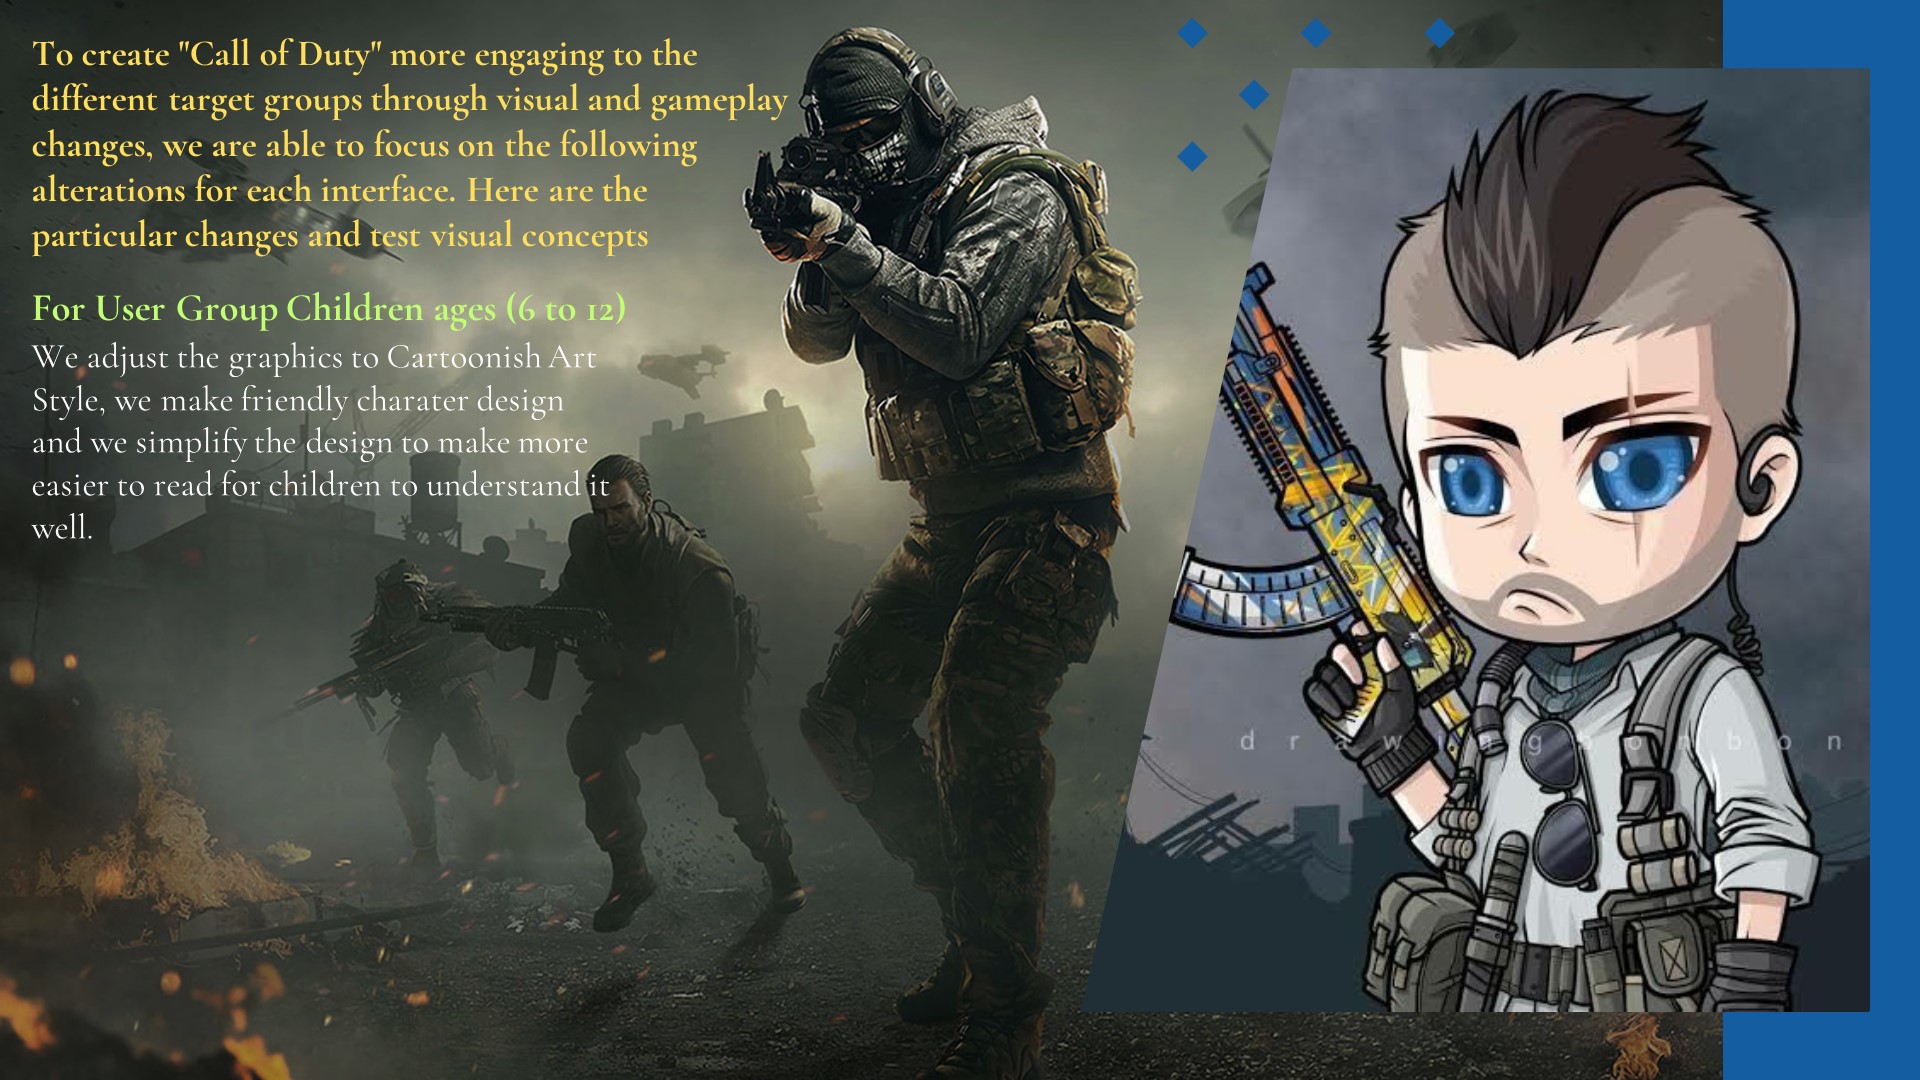 To create "Call of Duty" more engaging to the
different target groups through visual and gameplay
changes, we are able to focus on the following
alterations for each interface. Here are the
particular changes and test visual concepts
For User Group Children ages (6 to 12)
We adjust the graphics to Cartoonish Art
Style, we make friendly charater design
and we simplify the design to make more
easier to read for children to understand it
well.
drawingbonbon